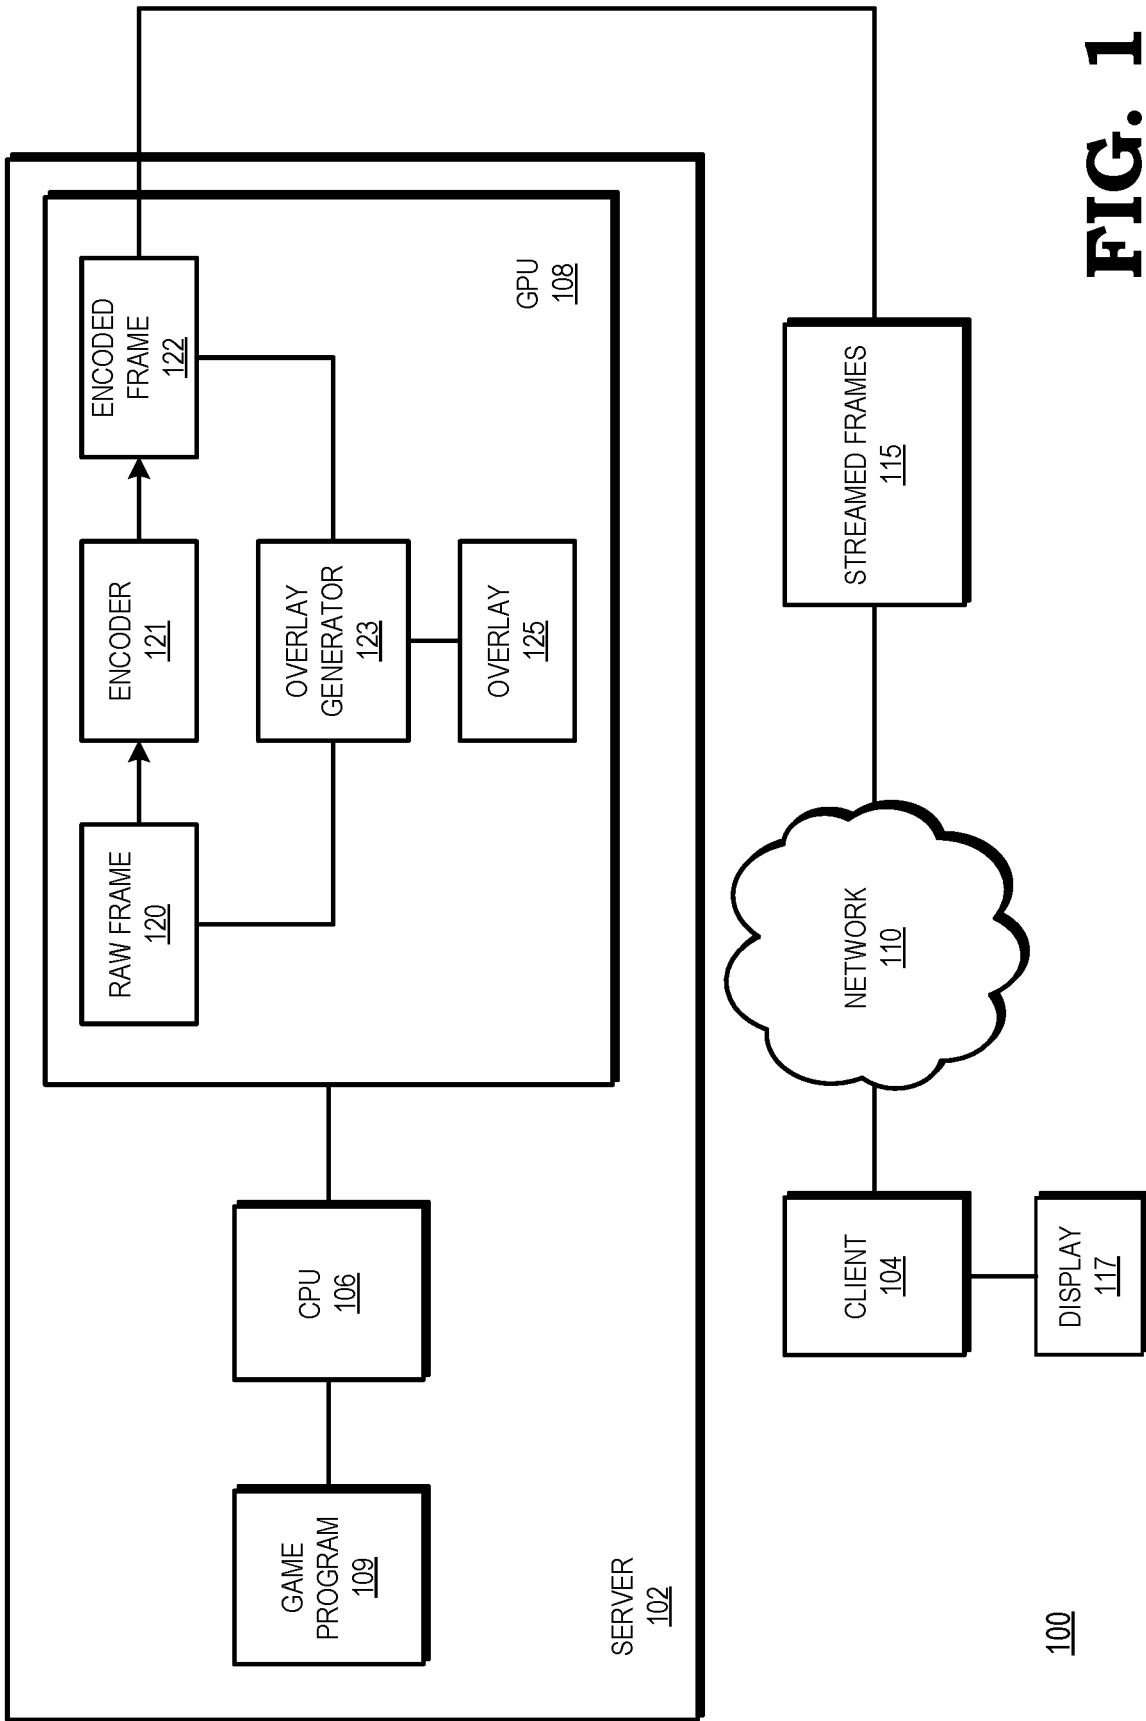 RAW FRAME
120
ENCODER
121
ENCODED
FRAME
122
OVERLAY
GENERATOR
123
OVERLAY
125
GPU
108
GAME
PROGRAM
109
CPU
106
SERVER
102
CLIENT
104
NETWORK
110
STREAMED FRAMES
115
DISPLAY
117
100
FIG. 1